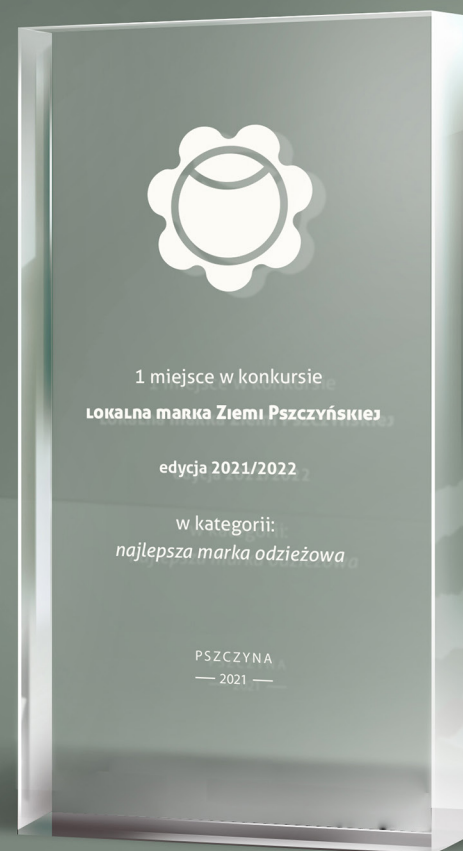 1 miejsce w konkursie
Lokalna marka Ziemi Pszczyńskiej
edycja 2021/2022
w kategorii:
najlepsza marka odzieżowa
PSZCZYNA
2021